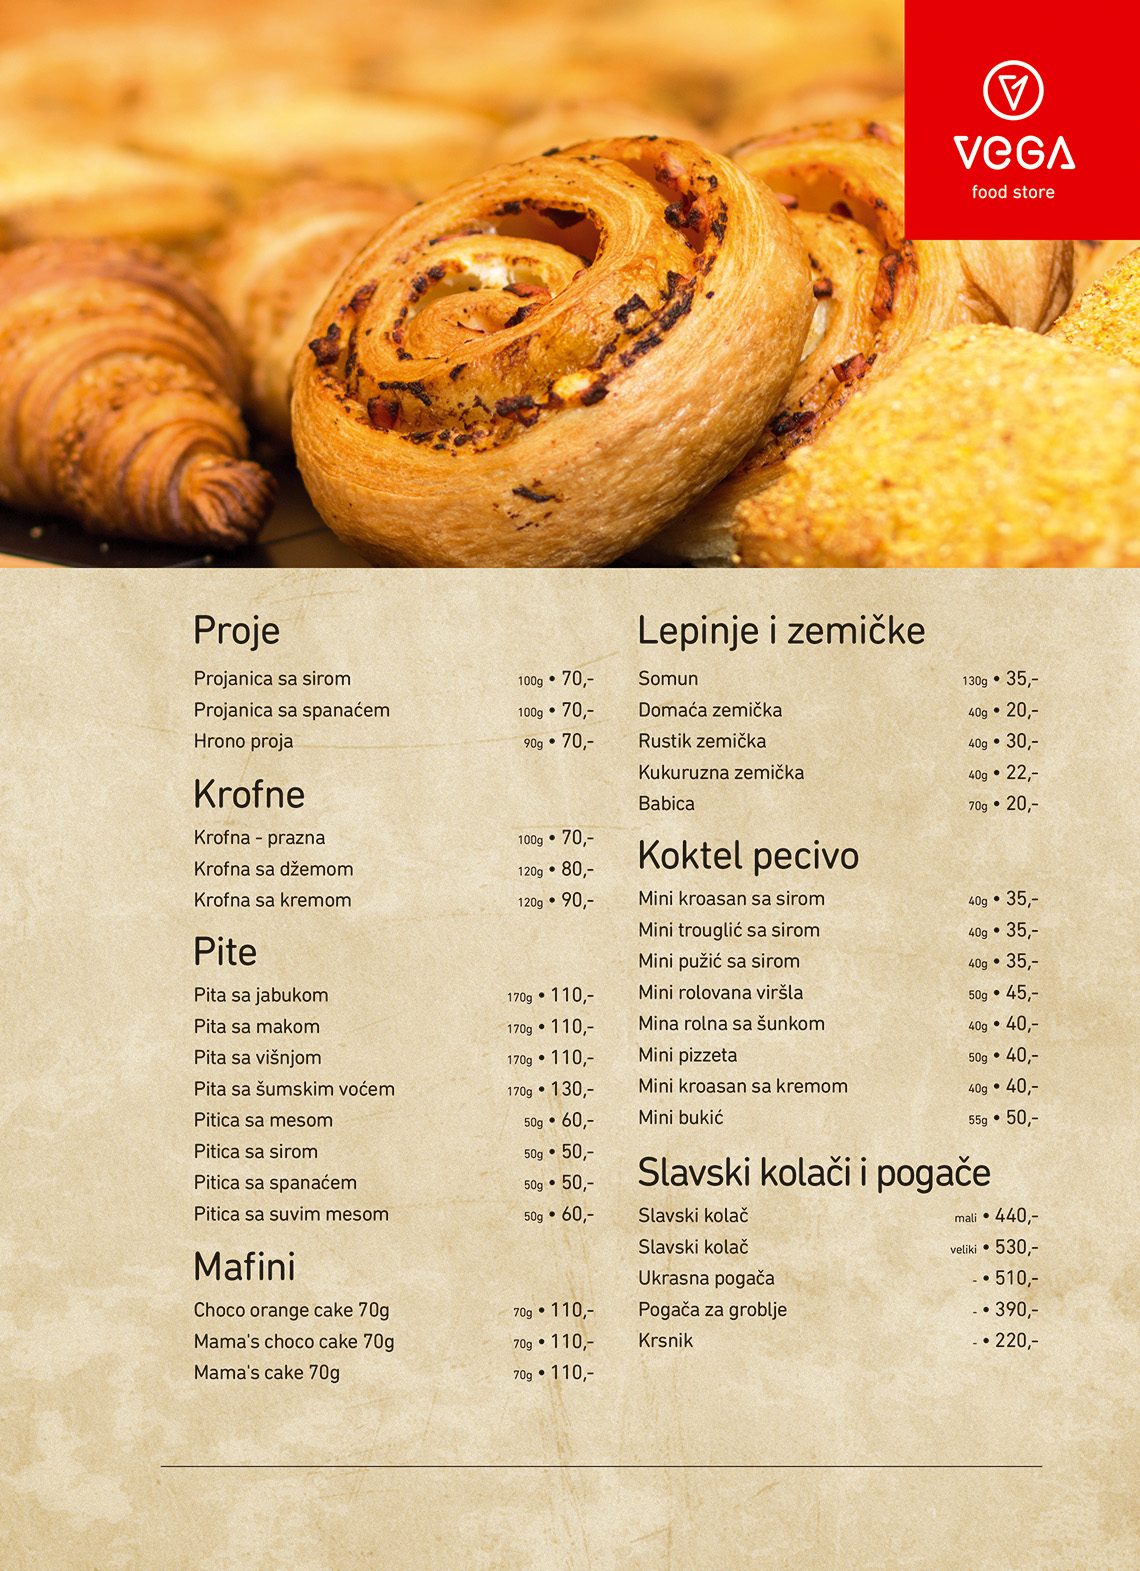 VEGA
food store
Proje
Projanica sa sirom 100g • 70,-
Projanica sa spanaćem 100g • 70,-
Hrono proja 90g • 70,-
Krofne
Krofna - prazna 100g • 70,-
Krofna sa džemom 120g • 80,-
Krofna sa kremom 120g • 90,-
Pite
Pita sa jabukom 170g • 110,-
Pita sa makom 170g • 110,-
Pita sa višnjom 170g • 110,-
Pita sa šumskim voćem 170g • 130,-
Pitica sa mesom 50g • 60,-
Pitica sa sirom 50g • 50,-
Pitica sa spanaćem 50g • 50,-
Pitica sa suvim mesom 50g • 60,-
Mafini
Choco orange cake 70g 70g • 110,-
Mama's choco cake 70g 70g • 110,-
Mama's cake 70g 70g • 110,-
Lepinje i zemičke
Somun 130g • 35,-
Domaća zemička 40g • 20,-
Rustik zemička 40g • 30,-
Kukuruzna zemička 40g • 22,-
Babica 70g • 20,-
Koktel pecivo
Mini kroasan sa sirom 40g • 35,-
Mini trouglić sa sirom 40g • 35,-
Mini pužić sa sirom 40g • 35,-
Mini rolovana viršla 50g • 45,-
Mina rolna sa šunkom 40g • 40,-
Mini pizzeta 50g • 40,-
Mini kroasan sa kremom 40g • 40,-
Mini bukić 55g • 50,-
Slavski kolači i pogače
Slavski kolač mali • 440,-
Slavski kolač veliki • 530,-
Ukrasna pogača - • 510,-
Pogača za groblje - • 390,-
Krsnik - • 220,-